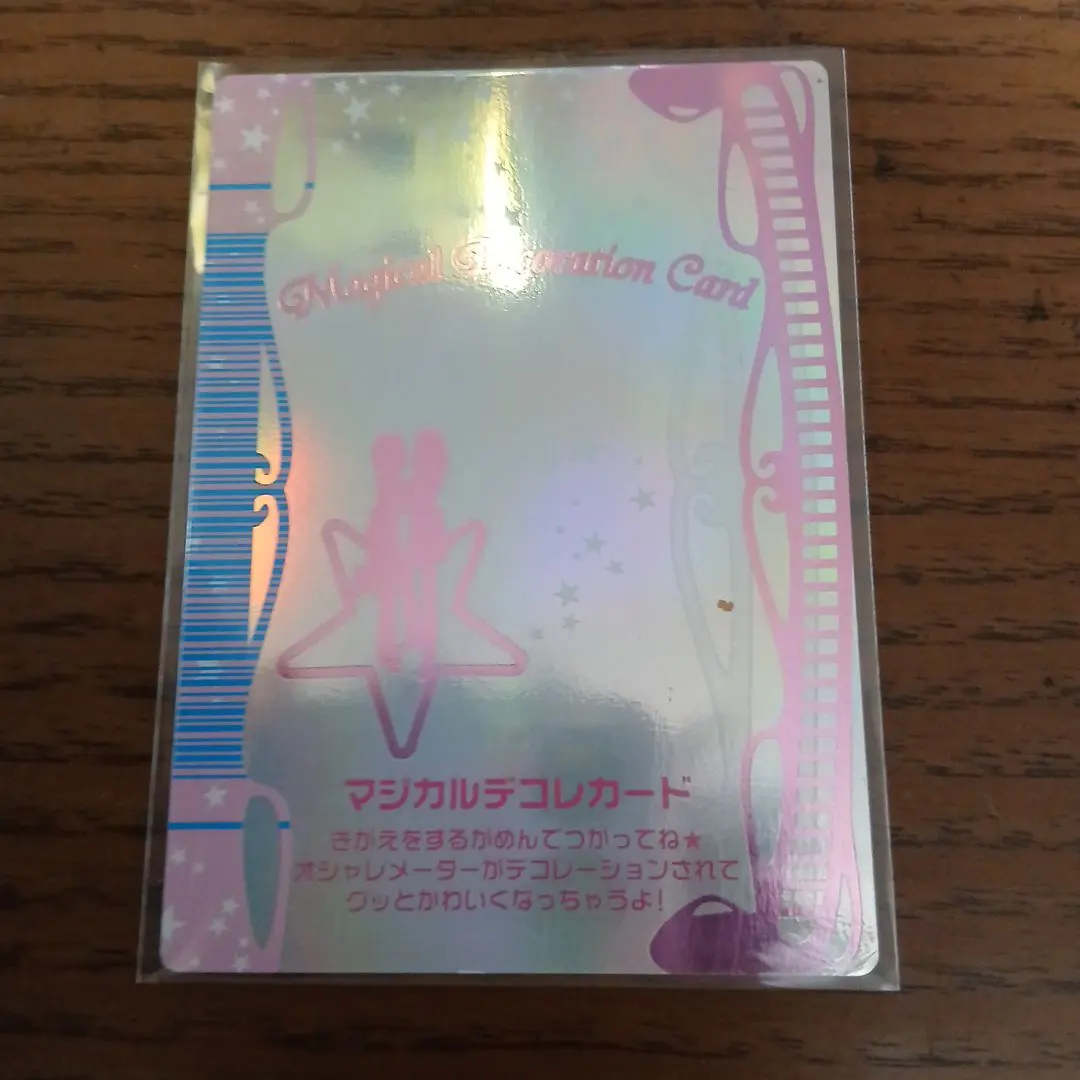 Magical Decoration Card
マジカルデコレカード
きがえをするがめんでつかってね★
オシャレメーターがデコレーションされて
グッとかわいくなっちゃうよ!